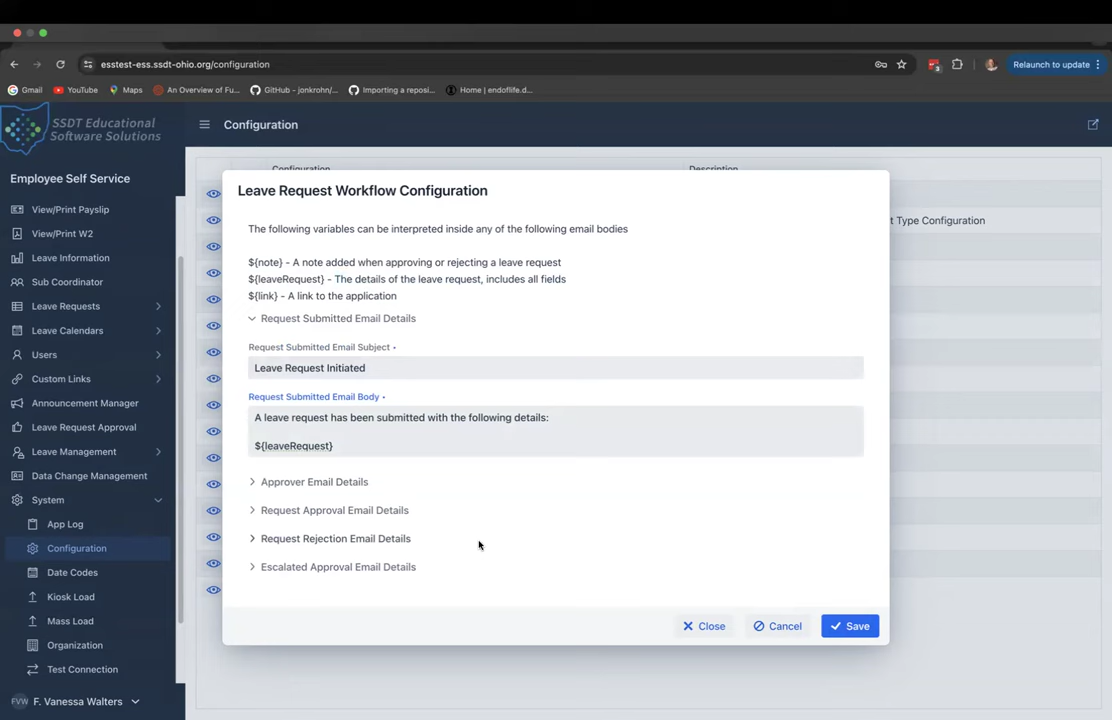 esstest-ess.ssdt-ohio.org/configuration
Relaunch to update
Gmail
YouTube
Maps
An Overview of Fu...
GitHub - jonkrohn/...
Importing a reposi...
Home | endoflife.d...
SSDT Educational
Software Solutions
Configuration
Employee Self Service
View/Print Payslip
View/Print W2
Leave Information
Sub Coordinator
Leave Requests
Leave Calendars
Users
Custom Links
Announcement Manager
Leave Request Approval
Leave Management
Data Change Management
System
App Log
Configuration
Date Codes
Kiosk Load
Mass Load
Organization
Test Connection
FVW F. Vanessa Walters
Configuration
Description
t Type Configuration
Leave Request Workflow Configuration
The following variables can be interpreted inside any of the following email bodies
${note} - A note added when approving or rejecting a leave request
${leaveRequest} - The details of the leave request, includes all fields
${link} - A link to the application
Request Submitted Email Details
Request Submitted Email Subject •
Leave Request Initiated
Request Submitted Email Body •
A leave request has been submitted with the following details:
${leaveRequest}
Approver Email Details
Request Approval Email Details
Request Rejection Email Details
Escalated Approval Email Details
Close
Cancel
Save